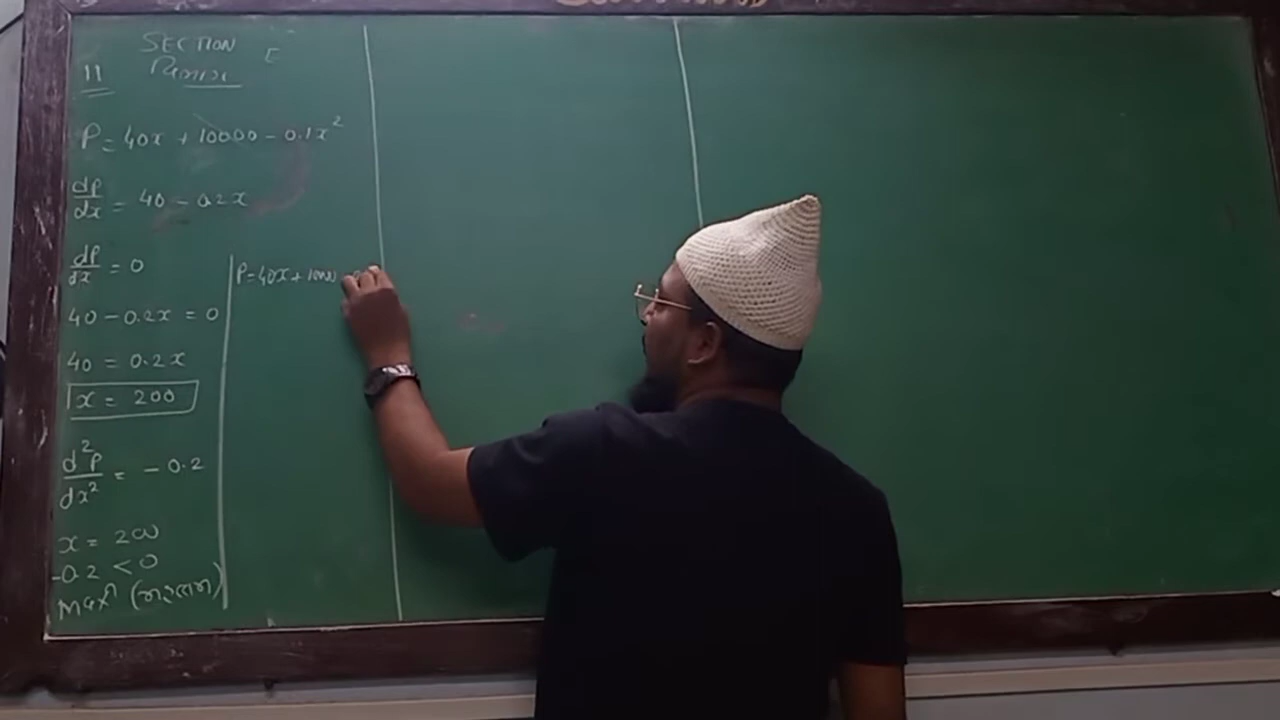 SECTION E
11
P = 40x + 10000 - 0.1x²
dp/dx = 40 - 0.2x
dp/dx = 0
40 - 0.2x = 0
40 = 0.2x
x = 200
d²p/dx² = - 0.2
x = 200
-0.2 < 0
P = 40x + 1000